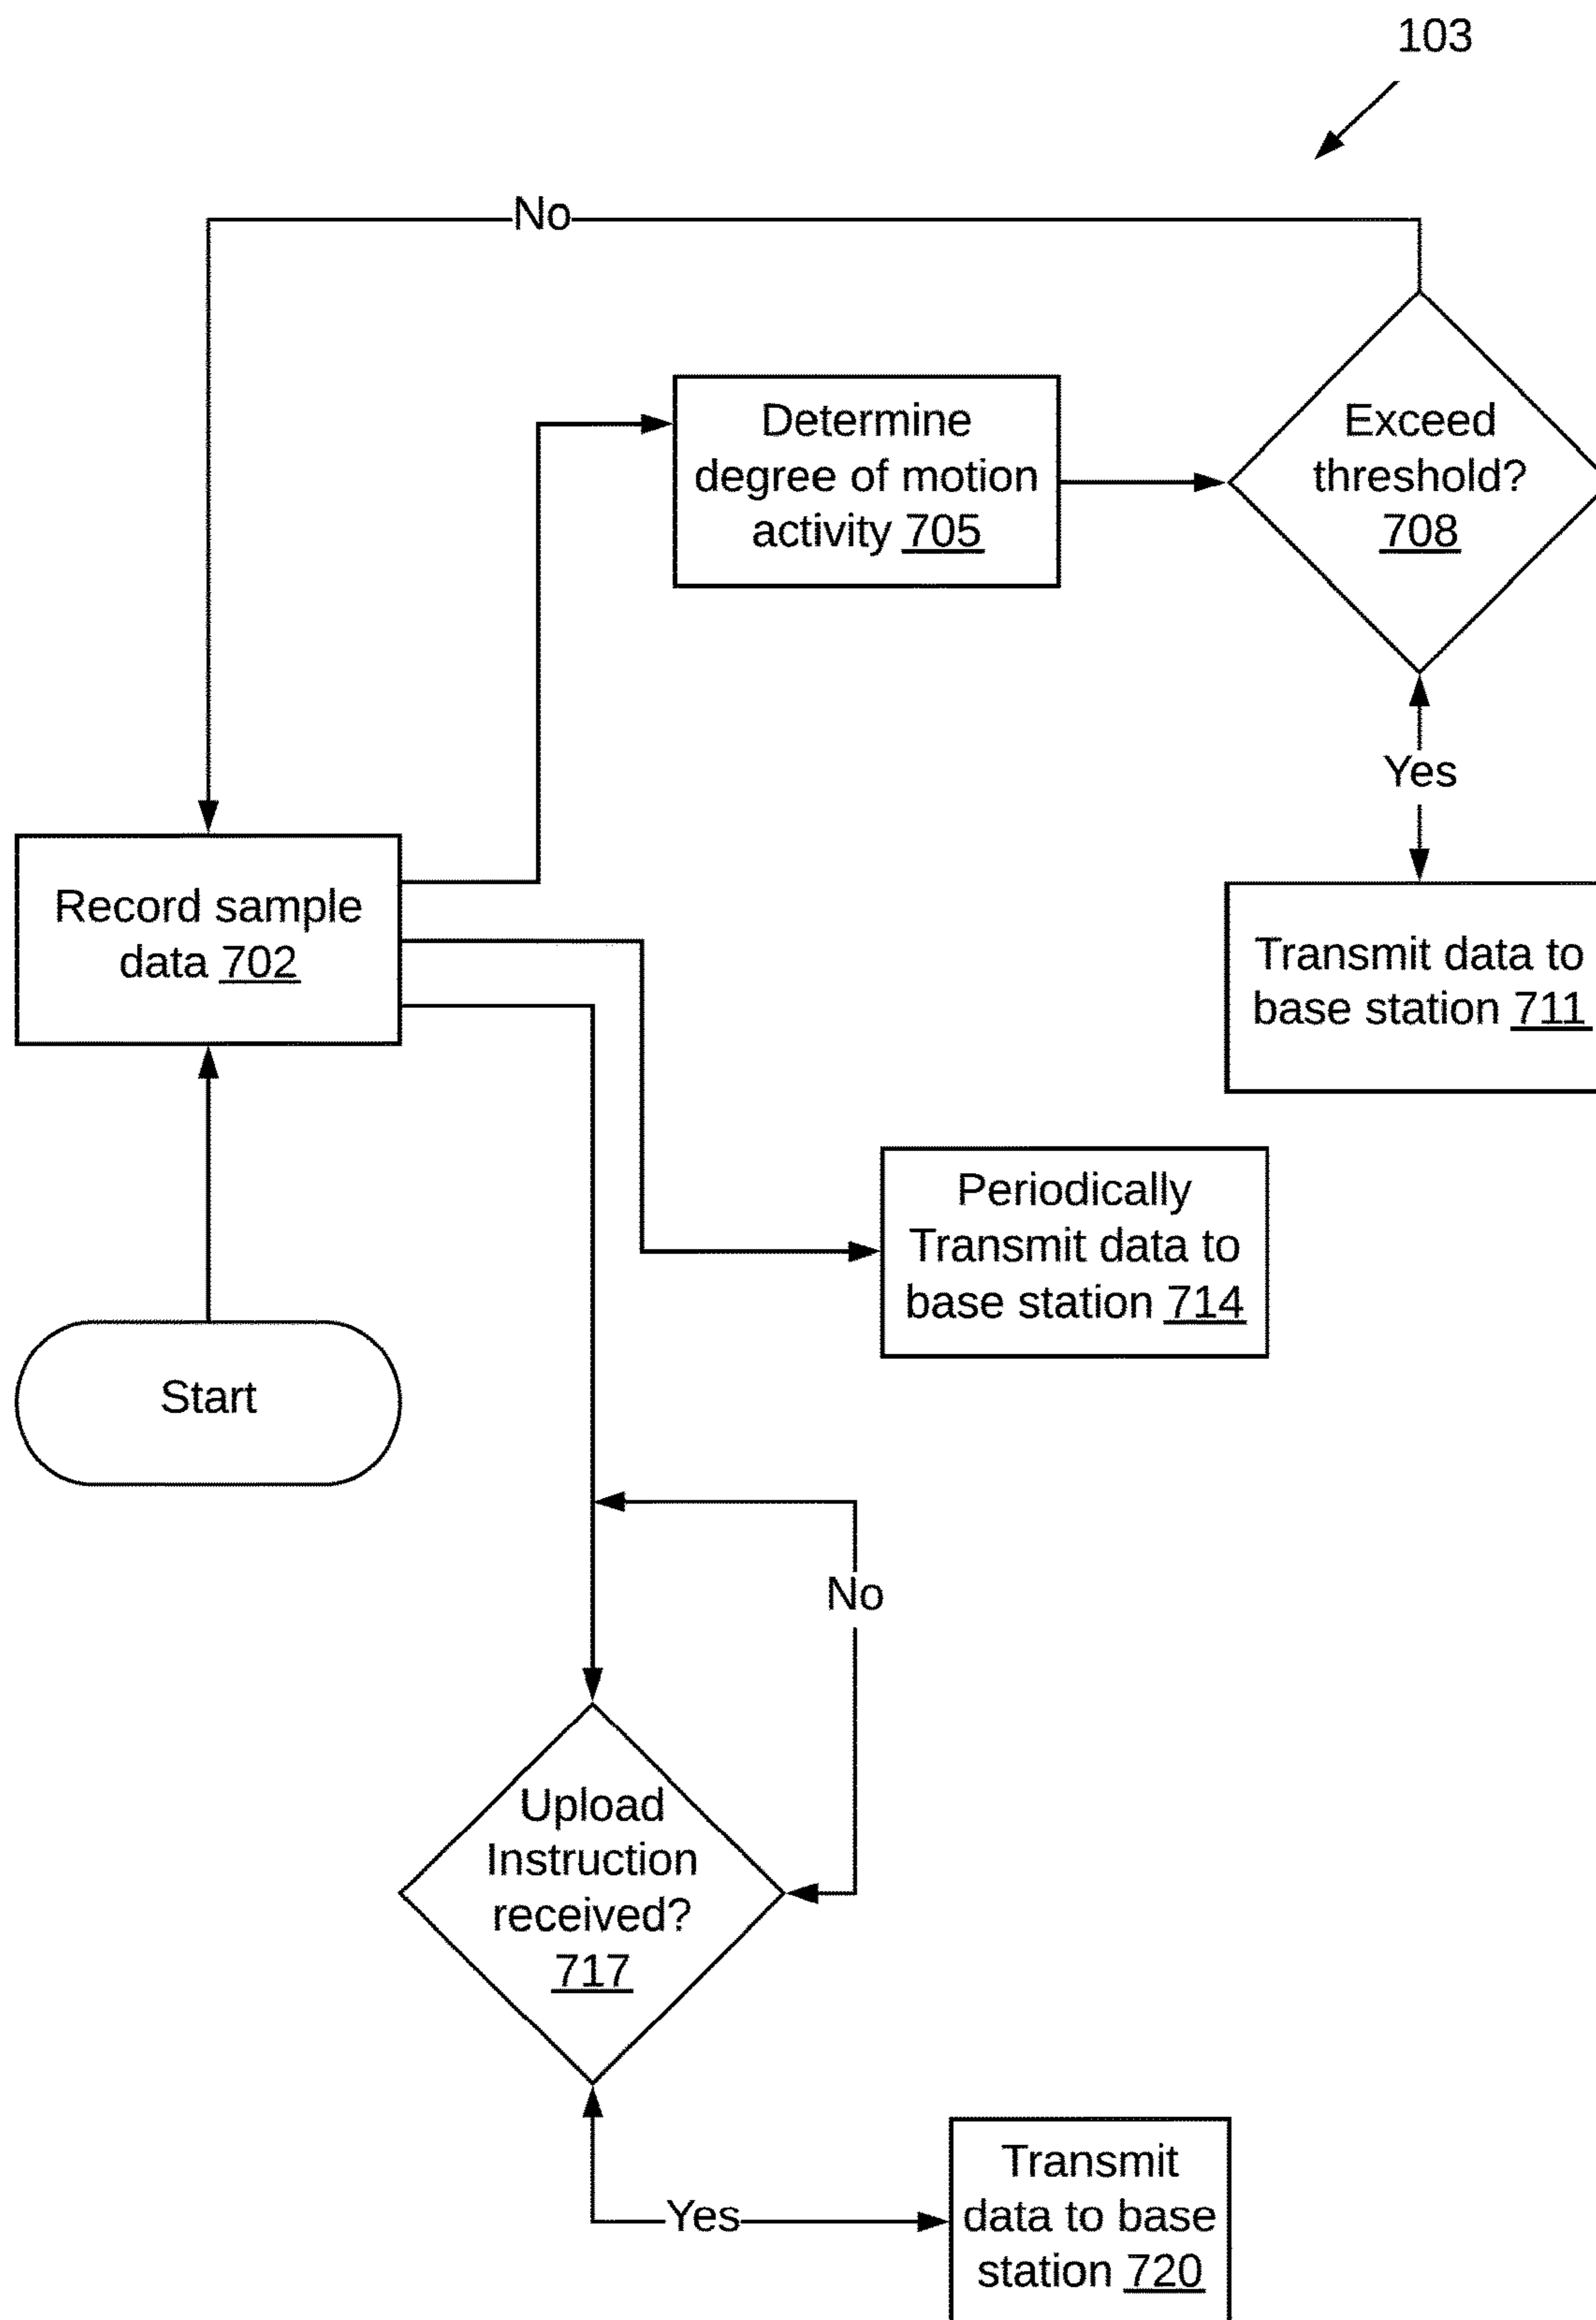 103
No
Determine
degree of motion
activity 705
Exceed
threshold?
708
Yes
Record sample
data 702
Transmit data to
base station 711
Periodically
Transmit data to
base station 714
Start
No
Upload
Instruction
received?
717
Yes
Transmit
data to base
station 720